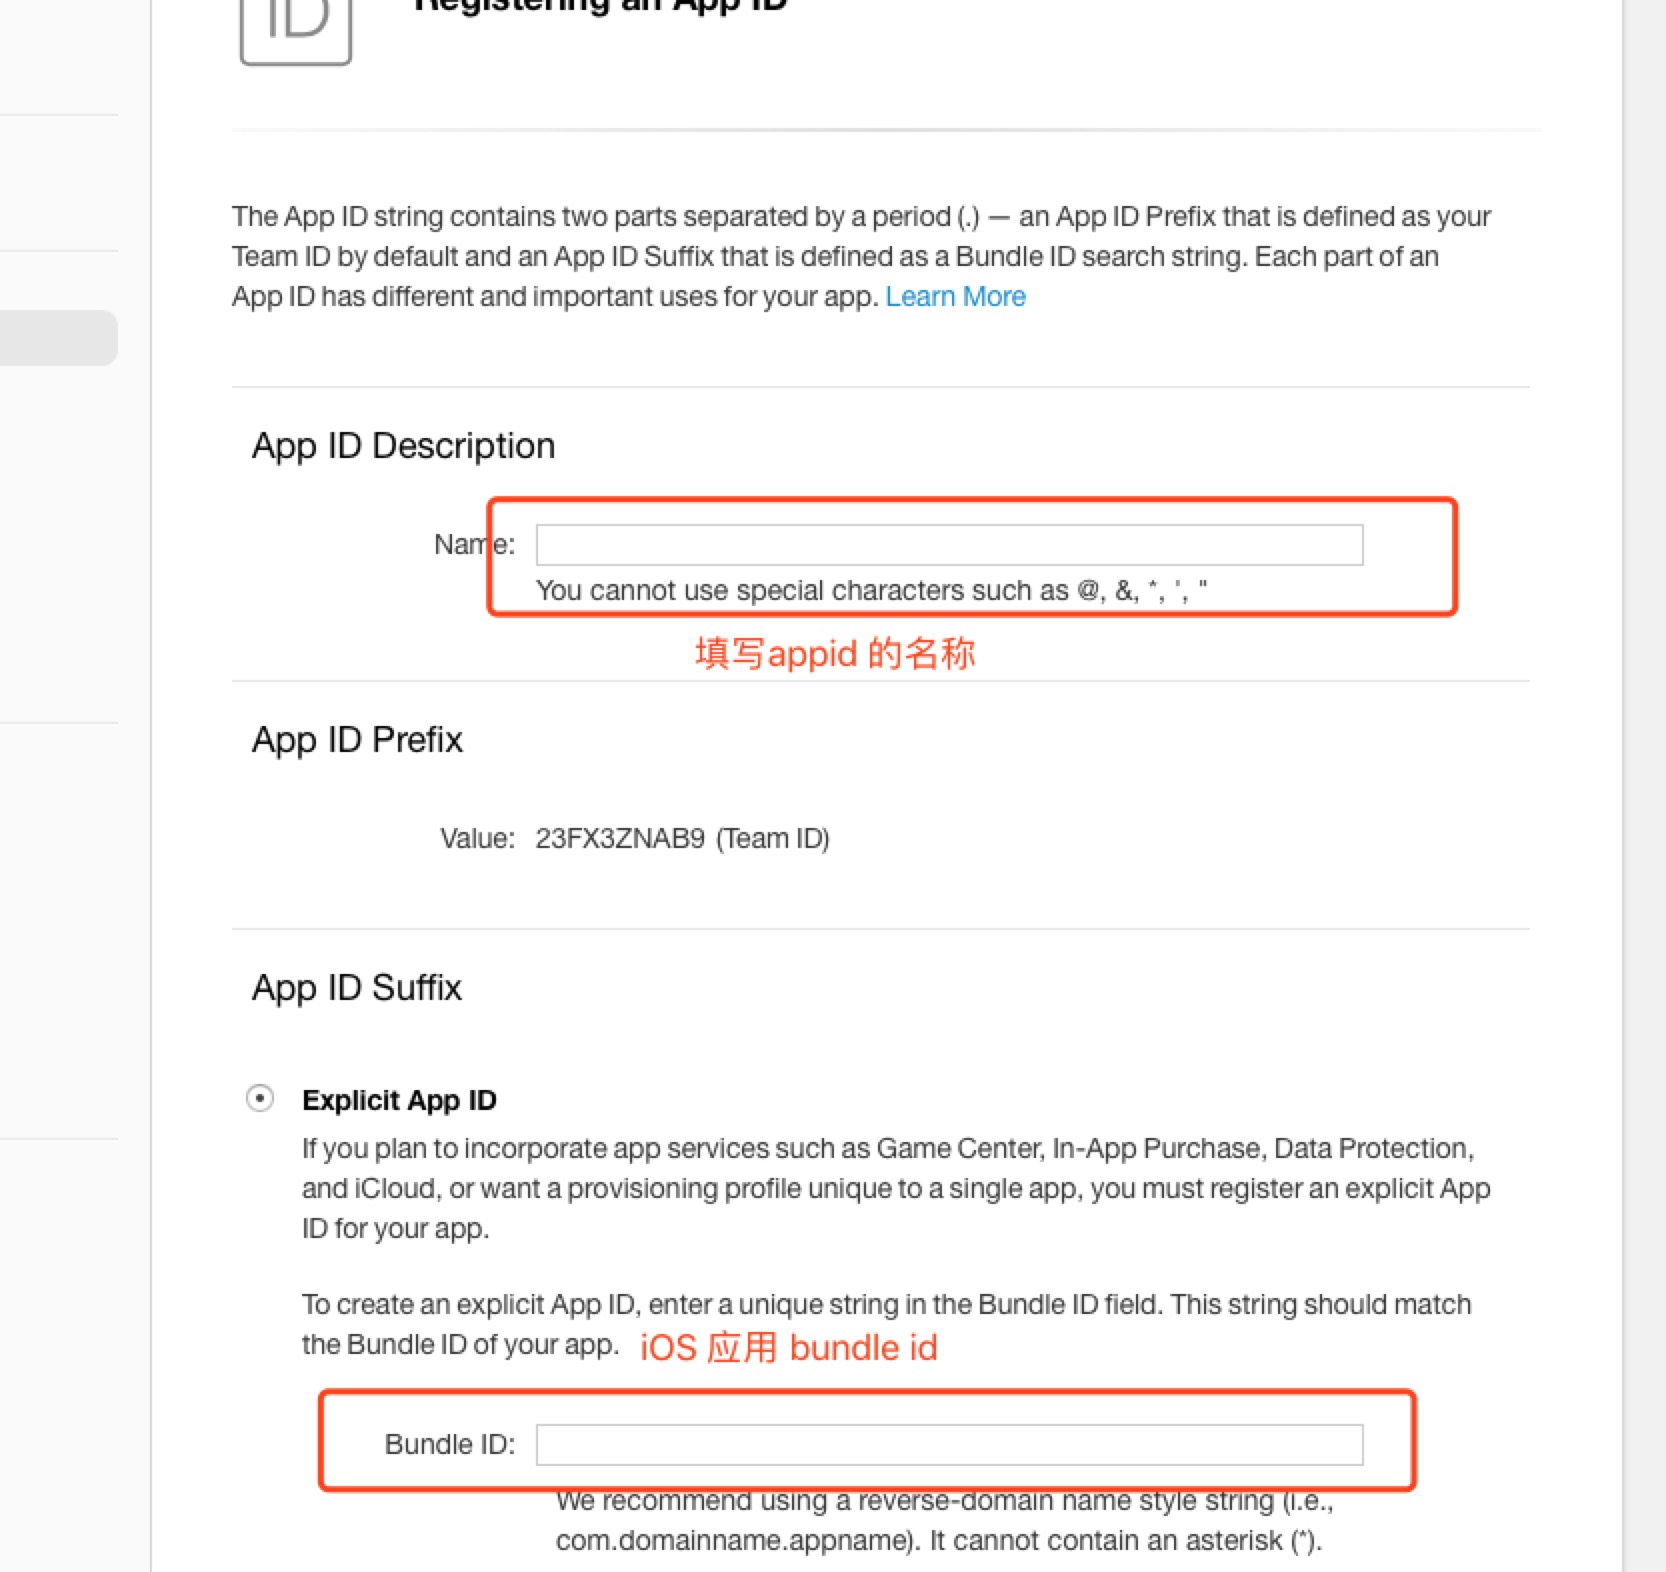 ID
Registering an App ID
The App ID string contains two parts separated by a period (.) — an App ID Prefix that is defined as your
Team ID by default and an App ID Suffix that is defined as a Bundle ID search string. Each part of an
App ID has different and important uses for your app. Learn More
App ID Description
Name:
You cannot use special characters such as @, &, *, ', "
填写appid 的名称
App ID Prefix
Value: 23FX3ZNAB9 (Team ID)
App ID Suffix
Explicit App ID
If you plan to incorporate app services such as Game Center, In-App Purchase, Data Protection,
and iCloud, or want a provisioning profile unique to a single app, you must register an explicit App
ID for your app.
To create an explicit App ID, enter a unique string in the Bundle ID field. This string should match
the Bundle ID of your app. iOS 应用 bundle id
Bundle ID:
We recommend using a reverse-domain name style string (i.e.,
com.domainname.appname). It cannot contain an asterisk (*).